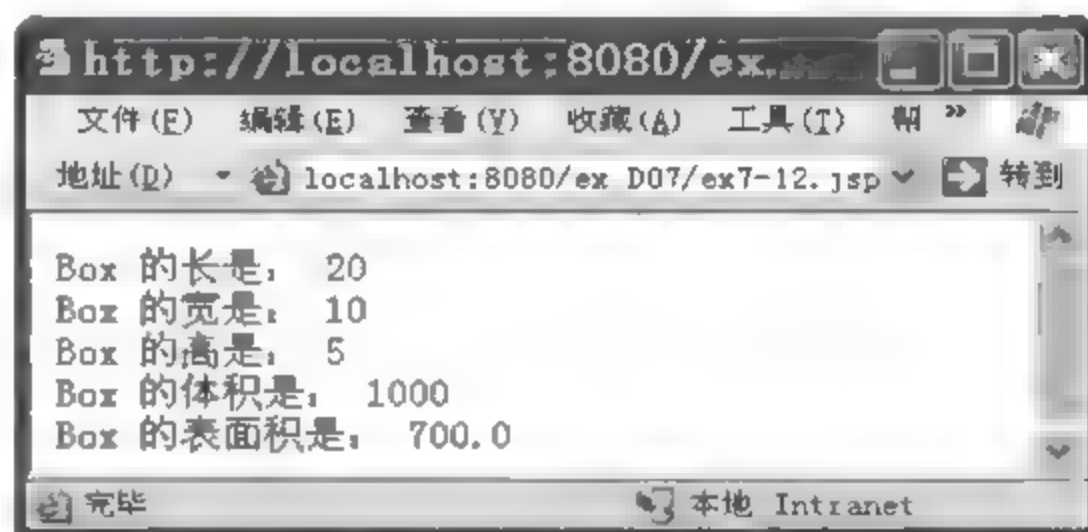 http://localhost:8080/ex.
文件(F) 编辑(E) 查看(V) 收藏(A) 工具(T) 帮 »
地址(D) localhost:8080/ex D07/ex7-12.jsp 转到
Box 的长是: 20
Box 的宽是: 10
Box 的高是: 5
Box 的体积是: 1000
Box 的表面积是: 700.0
完毕 本地 Intranet